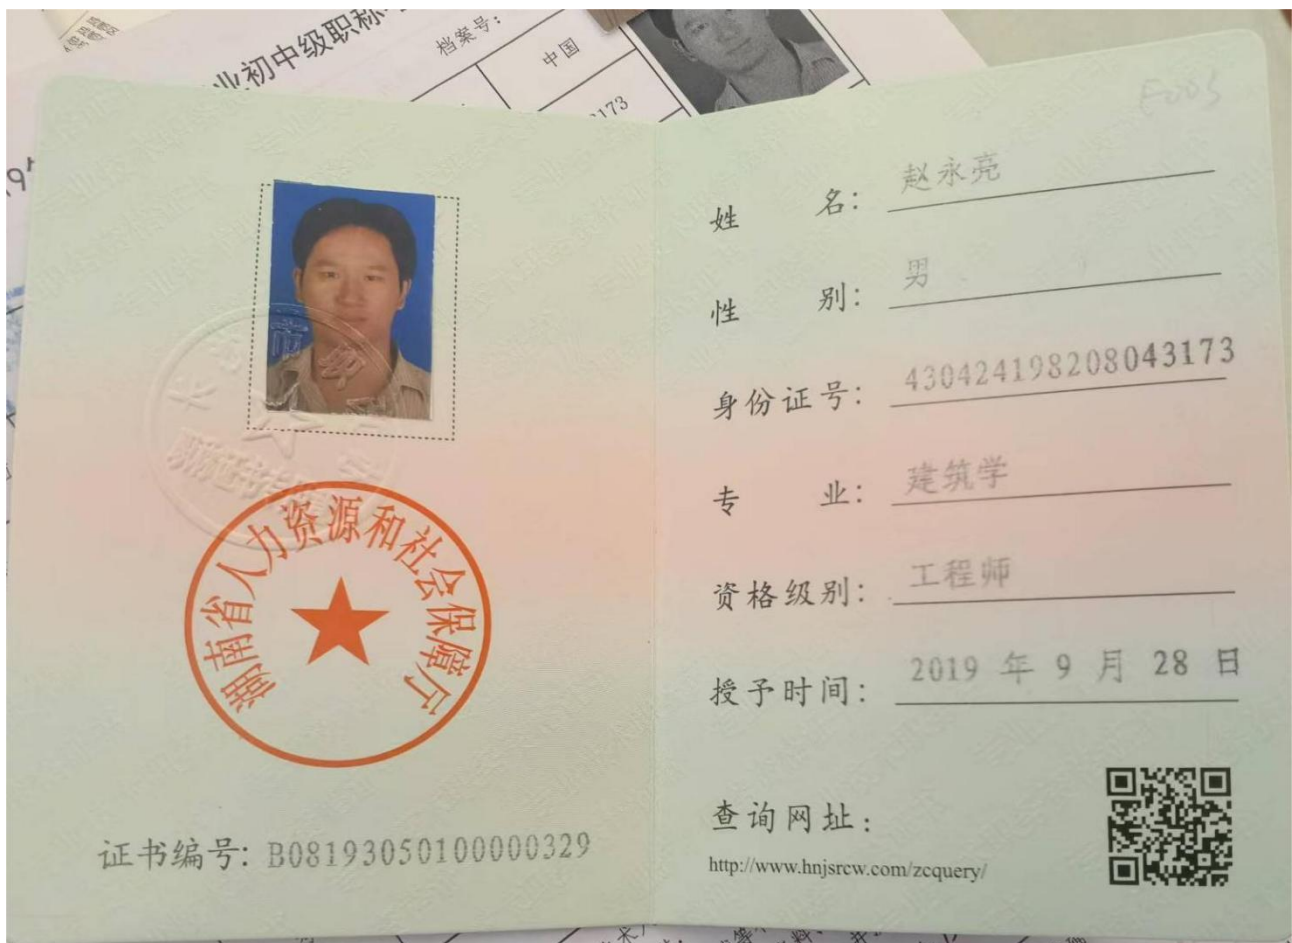 业初中级职称
档案号:
中国
3173
E003
姓 名: 赵永亮
性 别: 男
身份证号: 430424198208043173
专 业: 建筑学
资格级别: 工程师
授予时间: 2019 年 9 月 28 日
查询网址:
http://www.hnjsrcw.com/zcquery/
湖南省人力资源和社会保障厅
证书编号: B08193050100000329